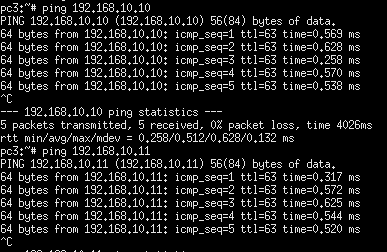 pc3:~# ping 192.168.10.10
PING 192.168.10.10 (192.168.10.10) 56(84) bytes of data.
64 bytes from 192.168.10.10: icmp_seq=1 ttl=63 time=0.569 ms
64 bytes from 192.168.10.10: icmp_seq=2 ttl=63 time=0.628 ms
64 bytes from 192.168.10.10: icmp_seq=3 ttl=63 time=0.258 ms
64 bytes from 192.168.10.10: icmp_seq=4 ttl=63 time=0.570 ms
64 bytes from 192.168.10.10: icmp_seq=5 ttl=63 time=0.538 ms
^C
--- 192.168.10.10 ping statistics ---
5 packets transmitted, 5 received, 0% packet loss, time 4026ms
rtt min/avg/max/mdev = 0.258/0.512/0.628/0.132 ms
pc3:~# ping 192.168.10.11
PING 192.168.10.11 (192.168.10.11) 56(84) bytes of data.
64 bytes from 192.168.10.11: icmp_seq=1 ttl=63 time=0.317 ms
64 bytes from 192.168.10.11: icmp_seq=2 ttl=63 time=0.572 ms
64 bytes from 192.168.10.11: icmp_seq=3 ttl=63 time=0.625 ms
64 bytes from 192.168.10.11: icmp_seq=4 ttl=63 time=0.544 ms
64 bytes from 192.168.10.11: icmp_seq=5 ttl=63 time=0.520 ms
^C